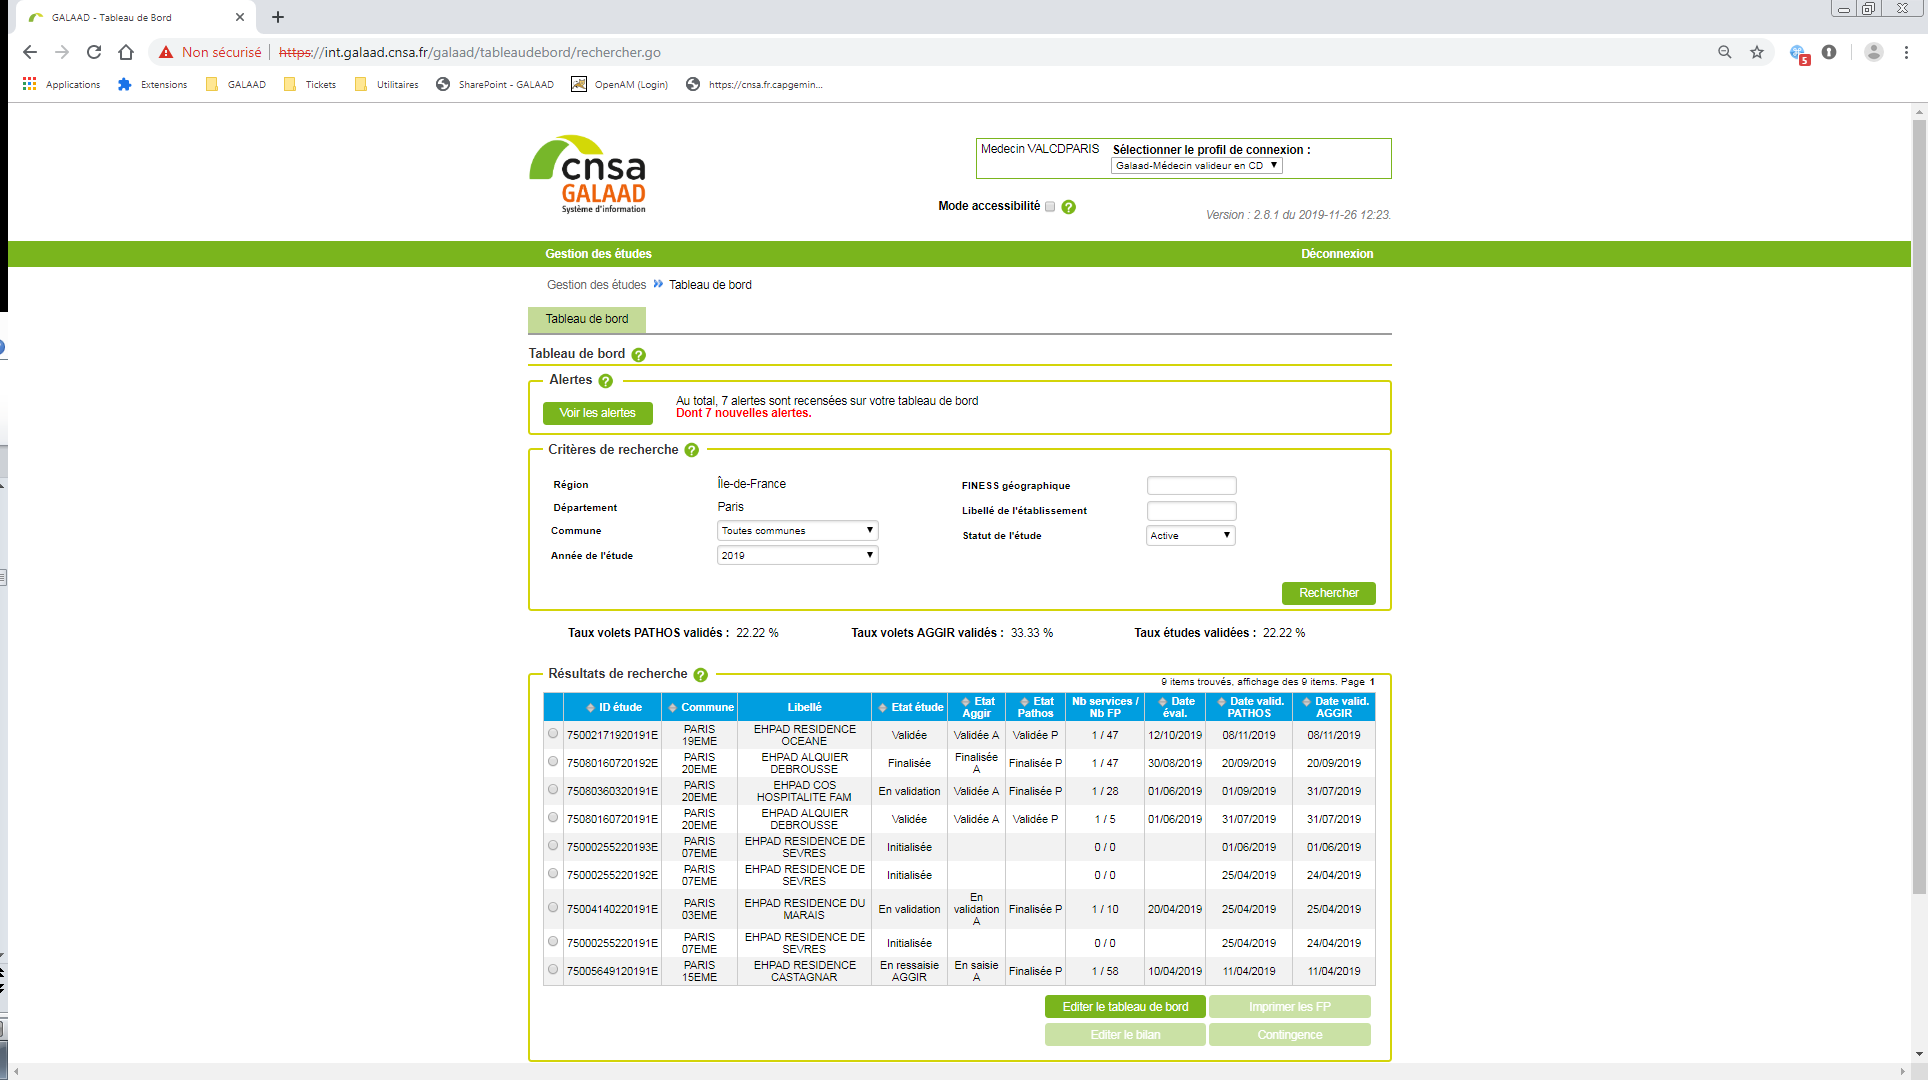 GALAAD - Tableau de Bord
Non sécurisé https://int.galaad.cnsa.fr/galaad/tableaudebord/rechercher.go
5
Applications Extensions GALAAD Tickets Utilitaires SharePoint - GALAAD OpenAM (Login) https://cnsa.fr.capgemin...
cnsa
GALAAD
Système d'information
Medecin VALCDPARIS Sélectionner le profil de connexion :
Galaad-Médecin valideur en CD
Mode accessibilité ?
Version : 2.8.1 du 2019-11-26 12:23.
Gestion des études Déconnexion
Gestion des études Tableau de bord
Tableau de bord
Tableau de bord ?
Alertes ?
Voir les alertes
Au total, 7 alertes sont recensées sur votre tableau de bord
Dont 7 nouvelles alertes.
Critères de recherche ?
Région Île-de-France FINESS géographique
Département Paris Libellé de l'établissement
Commune Toutes communes Statut de l'étude Active
Année de l'étude 2019
Rechercher
Taux volets PATHOS validés : 22.22 % Taux volets AGGIR validés : 33.33 % Taux études validées : 22.22 %
Résultats de recherche ?
9 items trouvés, affichage des 9 items. Page 1
ID étude Commune Libellé Etat étude Etat Aggir Etat Pathos Nb services / Nb FP Date éval. Date valid. PATHOS Date valid. AGGIR
75002171920191E PARIS 19EME EHPAD RESIDENCE OCEANE Validée Validée A Validée P 1 / 47 12/10/2019 08/11/2019 08/11/2019
75080160720192E PARIS 20EME EHPAD ALQUIER DEBROUSSE Finalisée Finalisée A Finalisée P 1 / 47 30/08/2019 20/09/2019 20/09/2019
75080360320191E PARIS 20EME EHPAD COS HOSPITALITE FAM En validation Validée A Finalisée P 1 / 28 01/06/2019 01/09/2019 31/07/2019
75080160720191E PARIS 20EME EHPAD ALQUIER DEBROUSSE Validée Validée A Validée P 1 / 5 01/06/2019 31/07/2019 31/07/2019
75000255220193E PARIS 07EME EHPAD RESIDENCE DE SEVRES Initialisée 0 / 0 01/06/2019 01/06/2019
75000255220192E PARIS 07EME EHPAD RESIDENCE DE SEVRES Initialisée 0 / 0 25/04/2019 24/04/2019
75004140220191E PARIS 03EME EHPAD RESIDENCE DU MARAIS En validation En validation A Finalisée P 1 / 10 20/04/2019 25/04/2019 25/04/2019
75000255220191E PARIS 07EME EHPAD RESIDENCE DE SEVRES Initialisée 0 / 0 25/04/2019 24/04/2019
75005649120191E PARIS 15EME EHPAD RESIDENCE CASTAGNAR En ressaisie AGGIR En saisie A Finalisée P 1 / 58 10/04/2019 11/04/2019 11/04/2019
Editer le tableau de bord Imprimer les FP
Editer le bilan Contingence